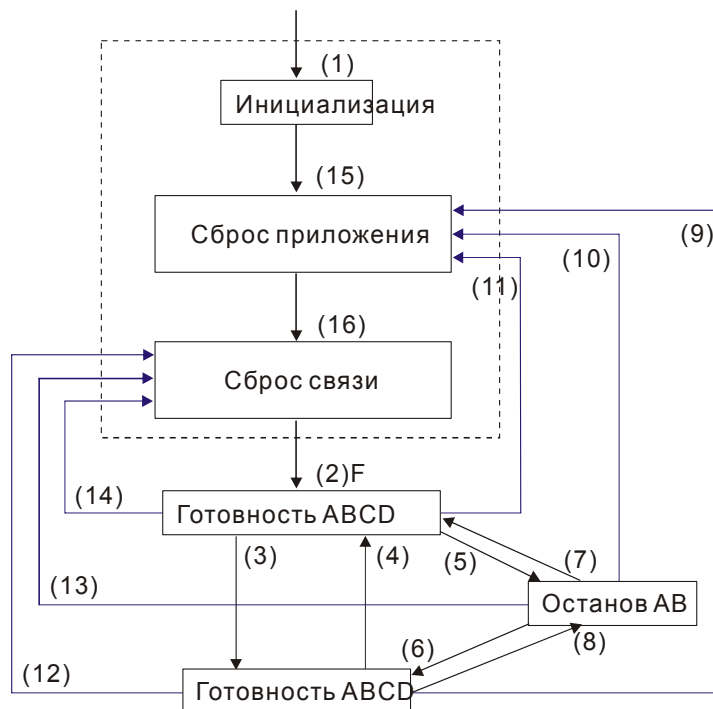 (1)
Инициализация
(15)
Сброс приложения
(9)
(10)
(11)
(16)
Сброс связи
(2)F
(14)
Готовность ABCD
(3)
(4)
(5)
(7)
(13)
Останов AB
(6)
(8)
(12)
Готовность ABCD